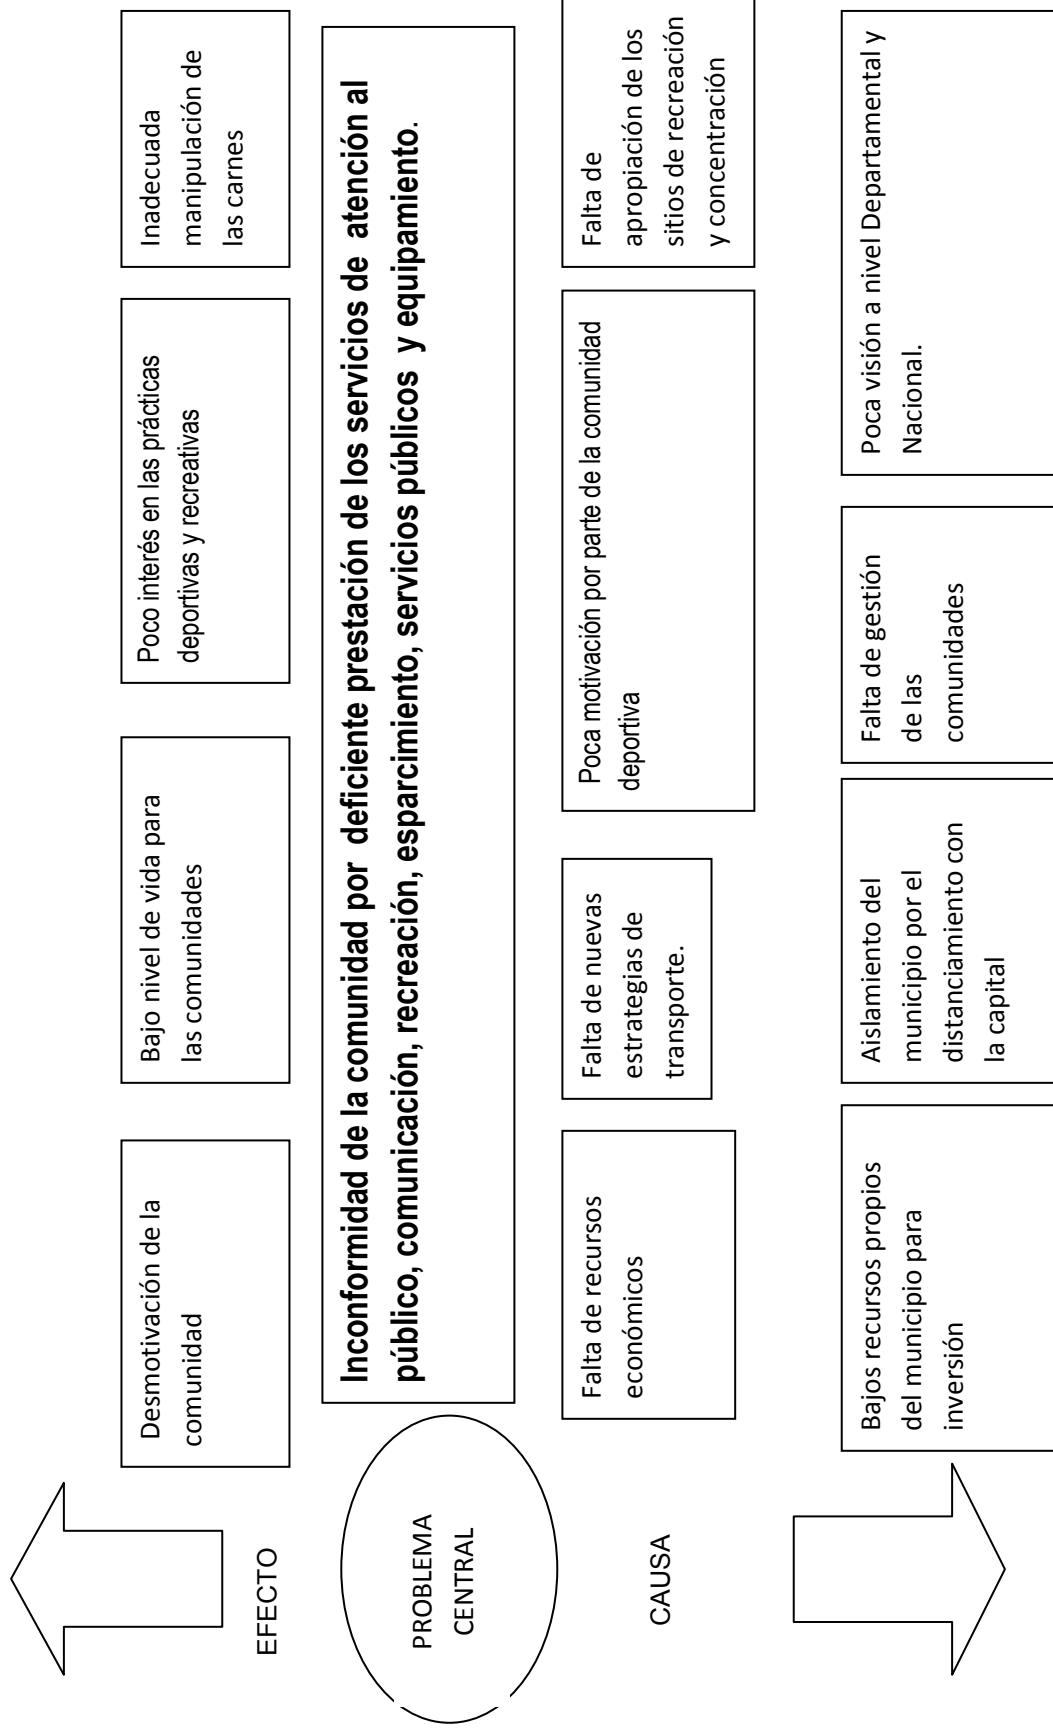 EFECTO
Desmotivación de la
comunidad
Bajo nivel de vida para
las comunidades
Poco interés en las prácticas
deportivas y recreativas
Inadecuada
manipulación de
las carnes
PROBLEMA
CENTRAL
Inconformidad de la comunidad por deficiente prestación de los servicios de atención al
público, comunicación, recreación, esparcimiento, servicios públicos y equipamiento.
CAUSA
Falta de recursos
económicos
Falta de nuevas
estrategias de
transporte.
Poca motivación por parte de la comunidad
deportiva
Falta de
apropiación de los
sitios de recreación
y concentración
Bajos recursos propios
del municipio para
inversión
Aislamiento del
municipio por el
distanciamiento con
la capital
Falta de gestión
de las
comunidades
Poca visión a nivel Departamental y
Nacional.